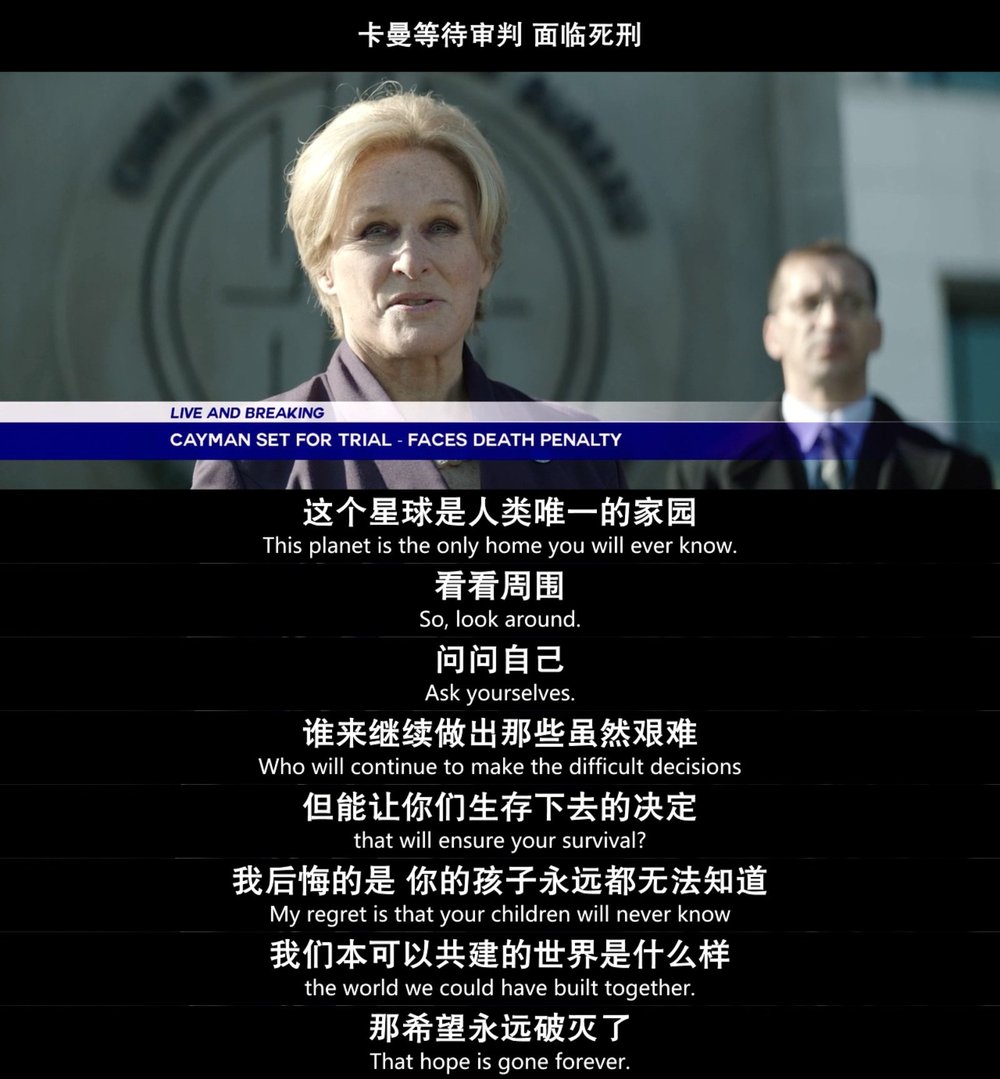 卡曼等待审判 面临死刑
LIVE AND BREAKING
CAYMAN SET FOR TRIAL - FACES DEATH PENALTY
这个星球是人类唯一的家园
This planet is the only home you will ever know.
看看周围
So, look around.
问问自己
Ask yourselves.
谁来继续做出那些虽然艰难
Who will continue to make the difficult decisions
但能让你们生存下去的决定
that will ensure your survival?
我后悔的是 你的孩子永远都无法知道
My regret is that your children will never know
我们本可以共建的世界是什么样
the world we could have built together.
那希望永远破灭了
That hope is gone forever.